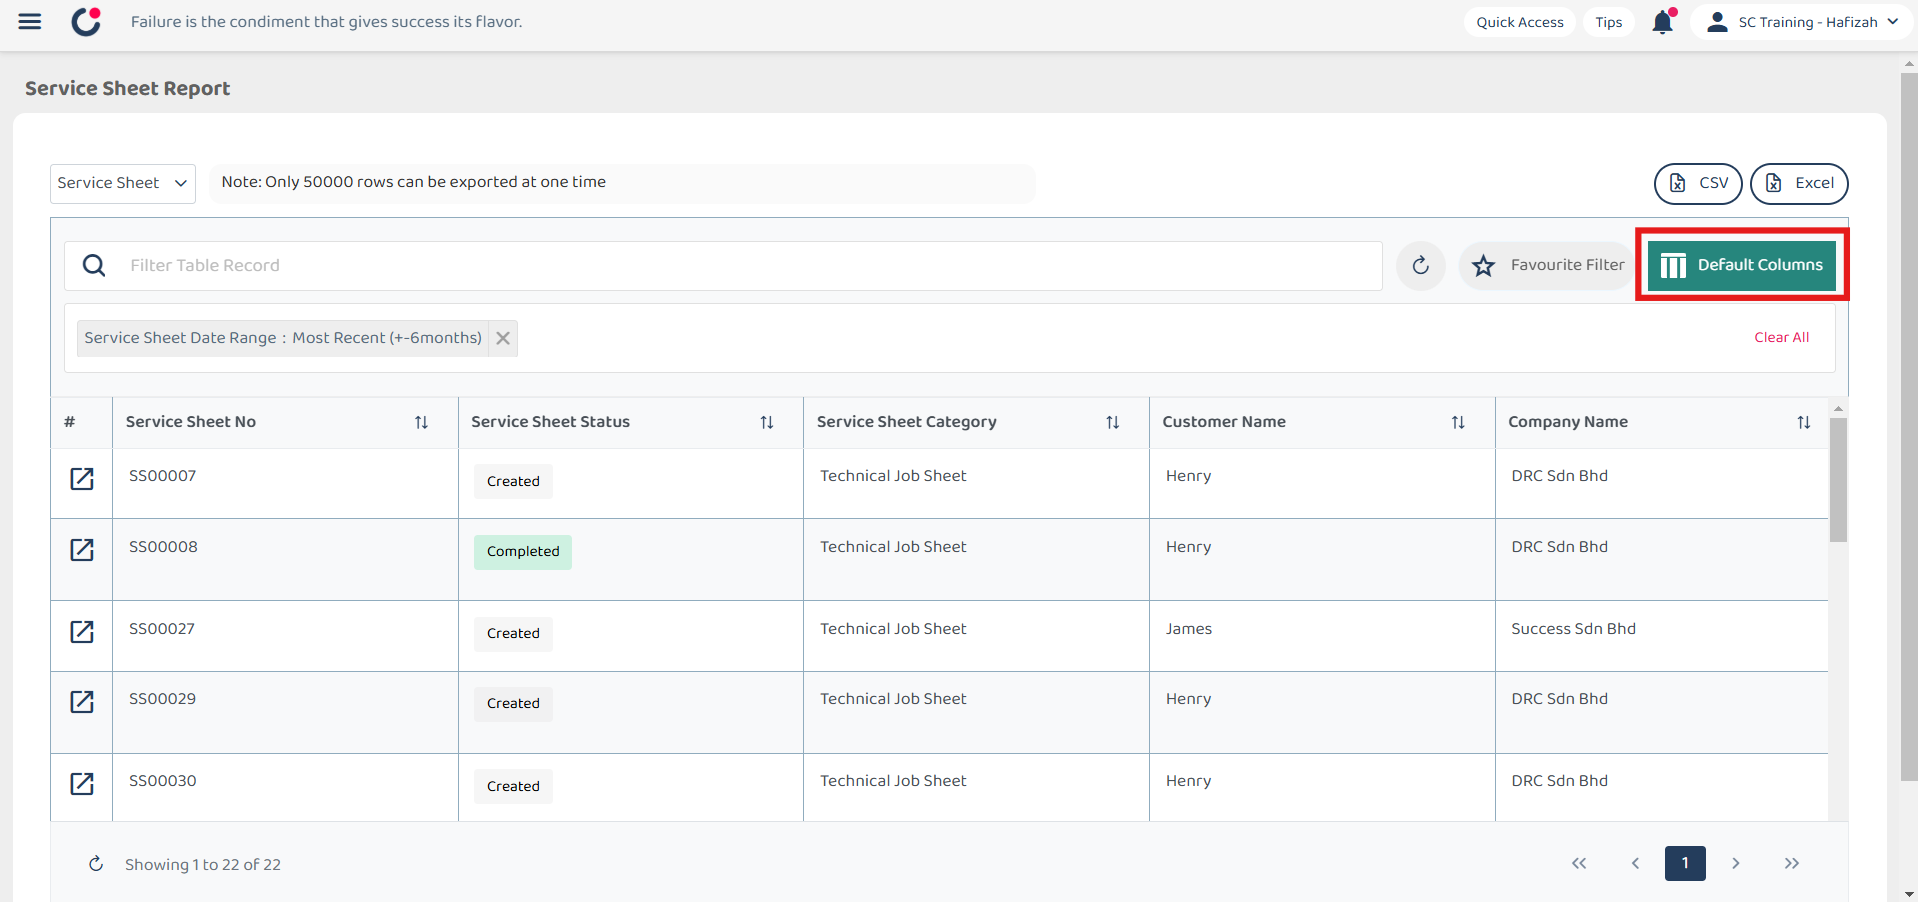 Failure is the condiment that gives success its flavor.
Quick Access
Tips
SC Training - Hafizah
Service Sheet Report
Service Sheet
Note: Only 50000 rows can be exported at one time
CSV
Excel
Filter Table Record
Favourite Filter
Default Columns
Service Sheet Date Range : Most Recent (+-6months)
Clear All
# Service Sheet No Service Sheet Status Service Sheet Category Customer Name Company Name
SS00007 Created Technical Job Sheet Henry DRC Sdn Bhd
SS00008 Completed Technical Job Sheet Henry DRC Sdn Bhd
SS00027 Created Technical Job Sheet James Success Sdn Bhd
SS00029 Created Technical Job Sheet Henry DRC Sdn Bhd
SS00030 Created Technical Job Sheet Henry DRC Sdn Bhd
Showing 1 to 22 of 22
1